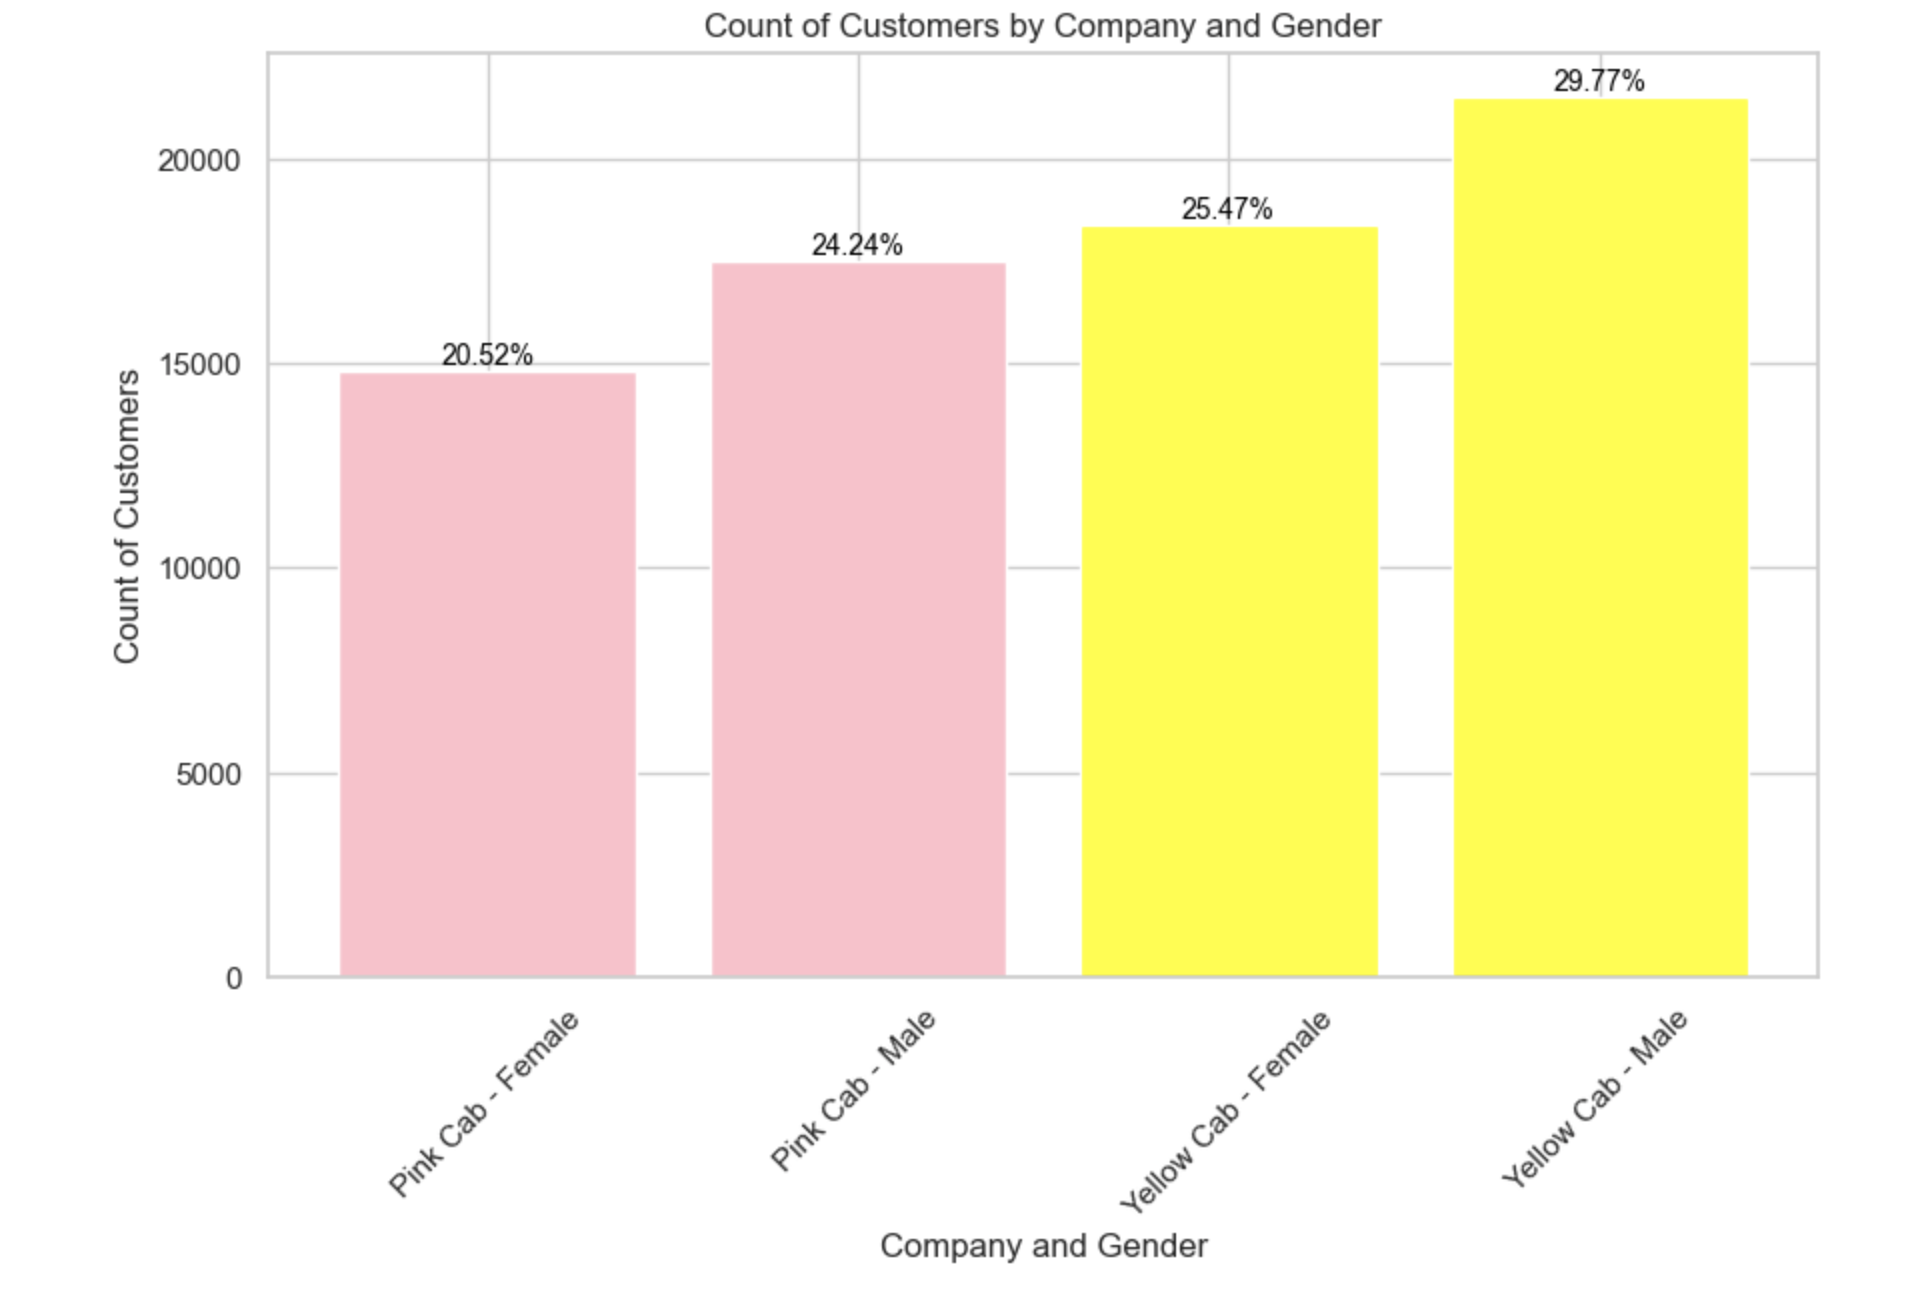 Count of Customers by Company and Gender
29.77%
25.47%
24.24%
20.52%
20000
15000
10000
5000
0
Count of Customers
Pink Cab - Female
Pink Cab - Male
Yellow Cab - Female
Yellow Cab - Male
Company and Gender